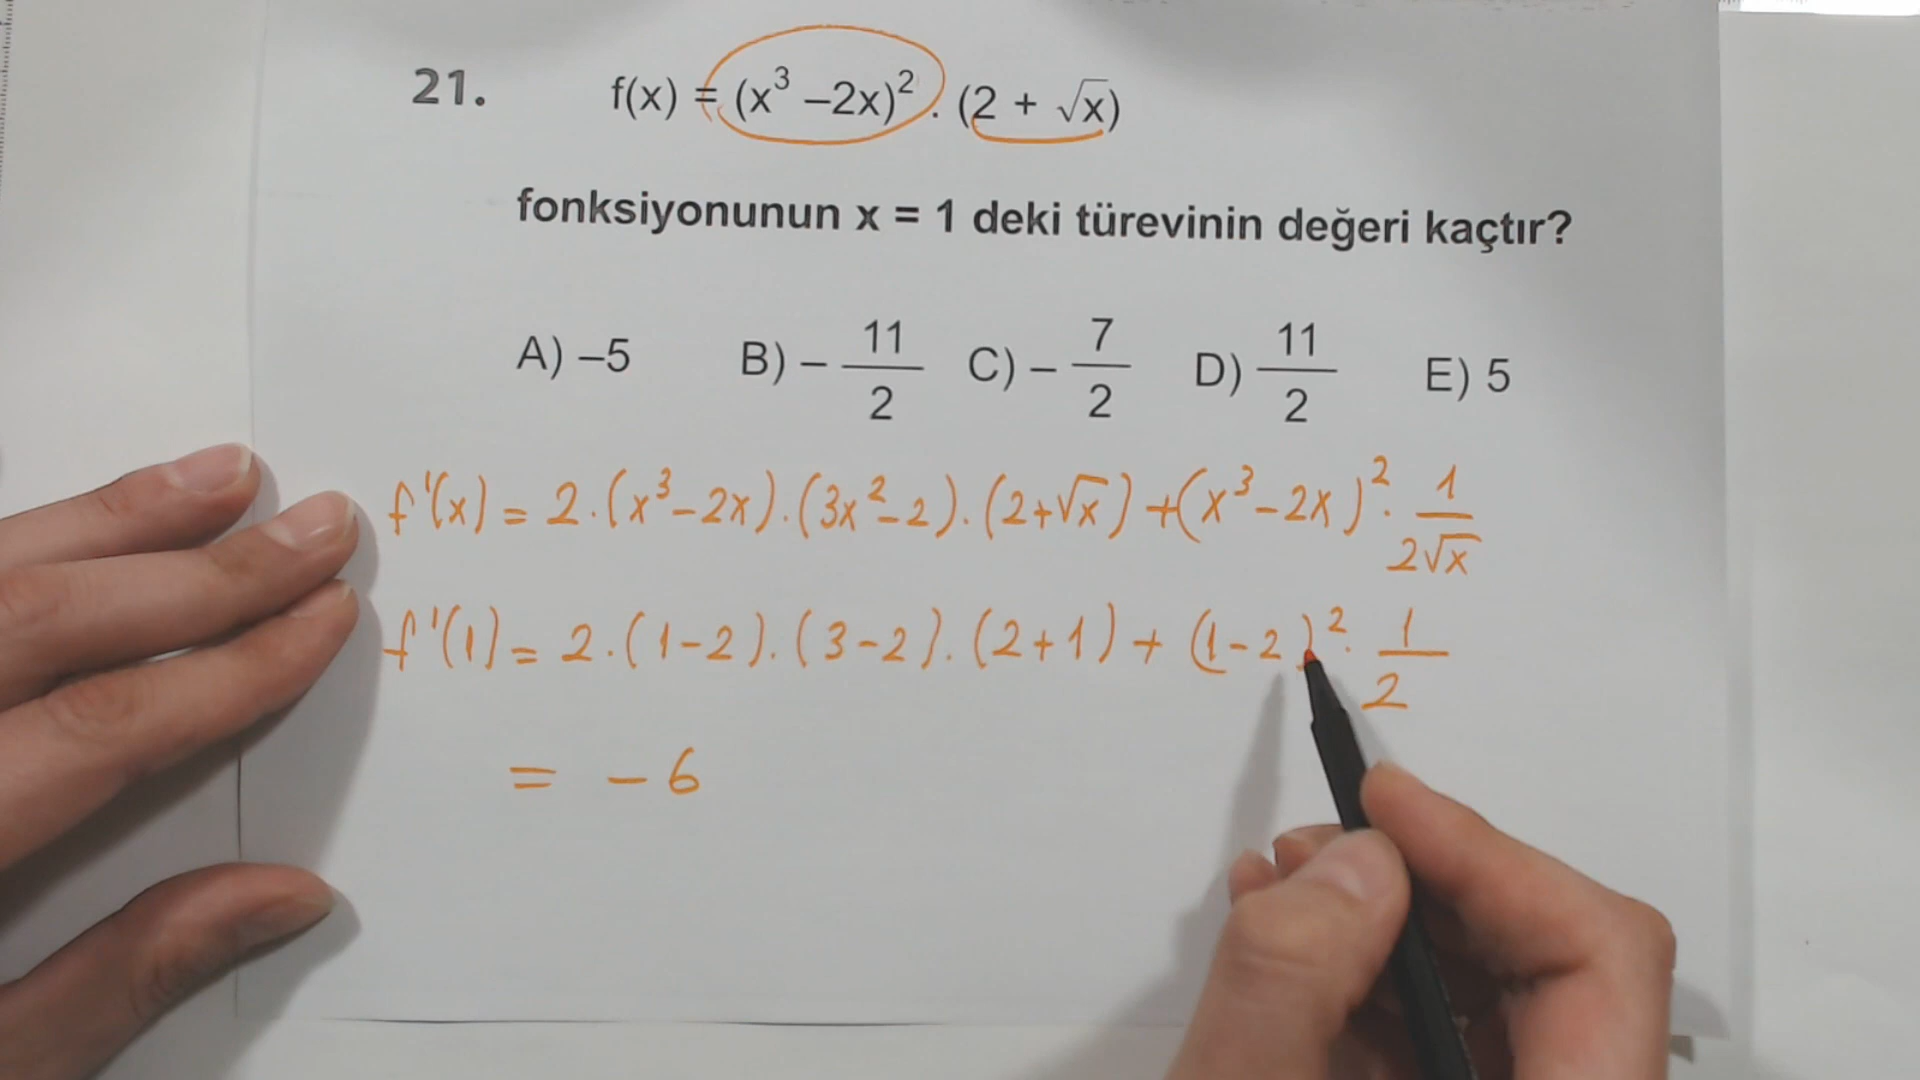 21. f(x) = (x³ –2x)² . (2 + √x)
fonksiyonunun x = 1 deki türevinin değeri kaçtır?
A) –5 B) – 11/2 C) – 7/2 D) 11/2 E) 5
f'(x) = 2.(x³-2x).(3x²-2).(2+√x)+(x³-2x)². 1/2√x
f'(1) = 2.(1-2).(3-2).(2+1)+(1-2)². 1/2
= -6